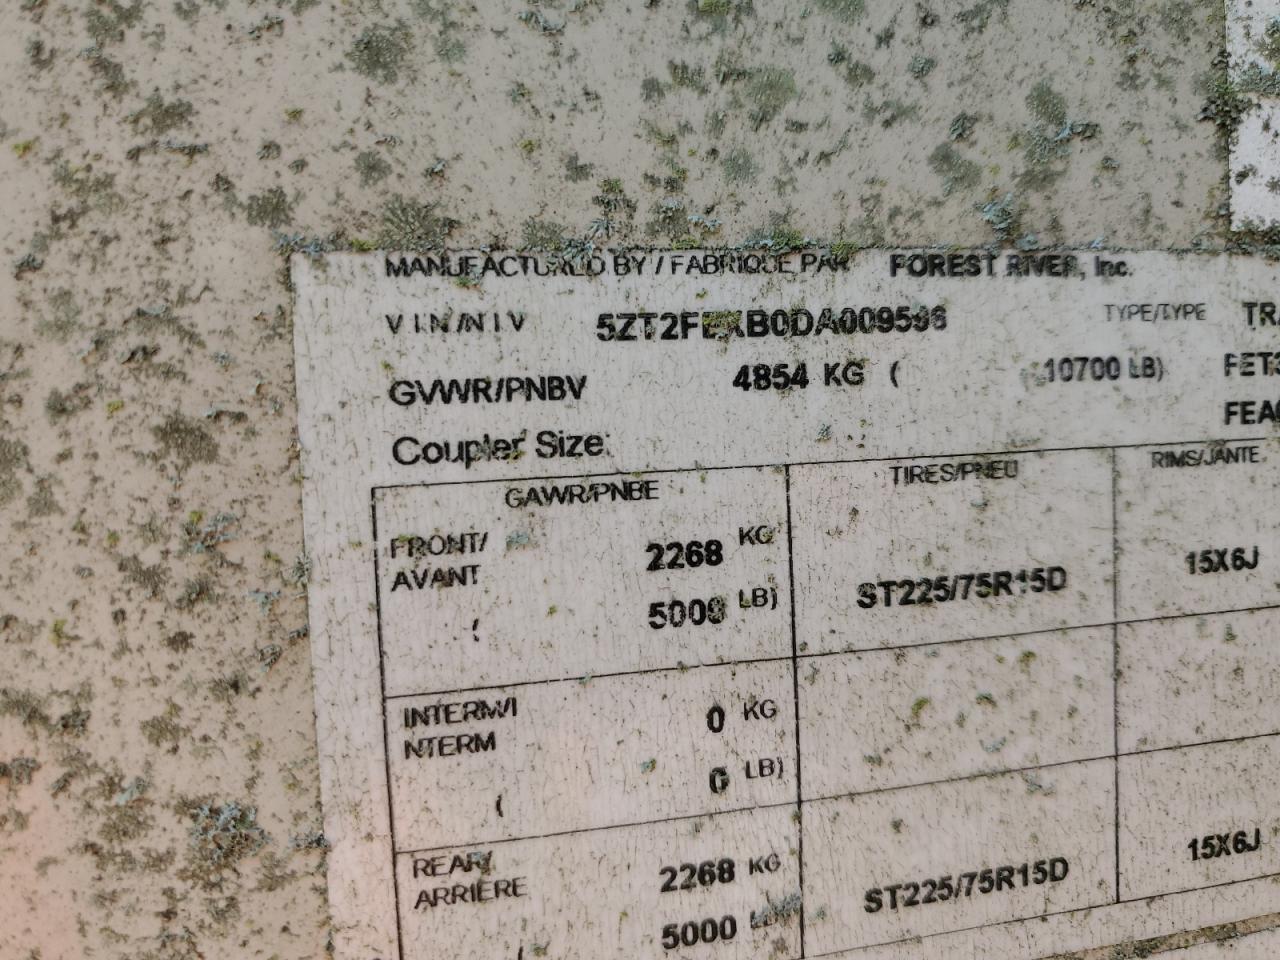 MANUFACTURED BY / FABRIQUE PAR FOREST RIVER, Inc.
V I N / N I V TYPE/TYPE
GVWR/PNBV 4854 KG ( 10700 LB)
Coupler Size:
GAWR/PNBE TIRES/PNEU RIMS/JANTE
FRONT/ 2268 KG
AVANT ST225/75R15D 15X6J
( 5000 LB)
INTERM/I 0 KG
NTERM
( 0 LB)
REAR/ 2268 KG 15X6J
ARRIERE ST225/75R15D
( 5000